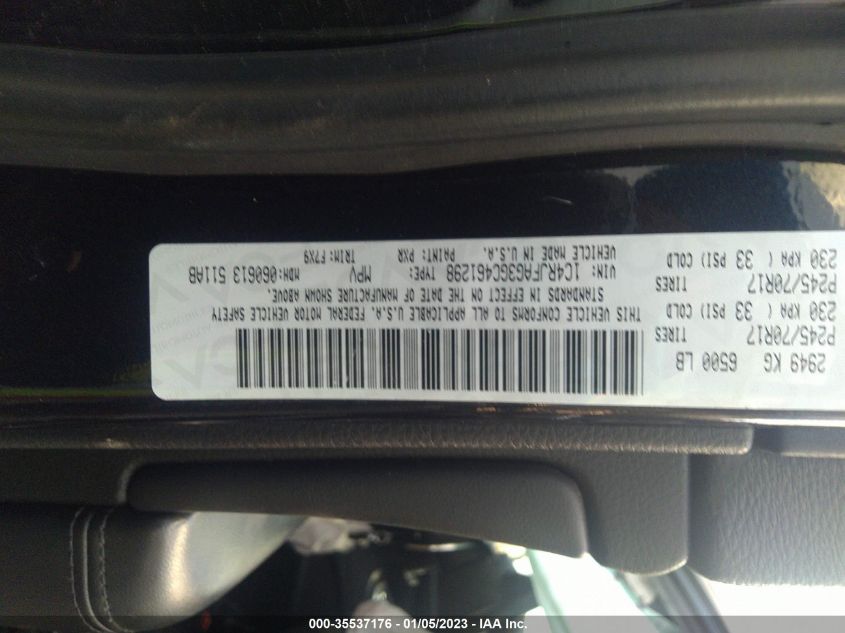 2949 KG 6500 LB
P245/70R17 TIRES
230 KPA ( 33 PSI) COLD
P245/70R17 TIRES
230 KPA ( 33 PSI) COLD
THIS VEHICLE CONFORMS TO ALL APPLICABLE U.S.A. FEDERAL MOTOR VEHICLE SAFETY
STANDARDS IN EFFECT ON THE DATE OF MANUFACTURE SHOWN ABOVE.
VIN: 1C4RJFAG3GC461298 TYPE: MPV MDH: 060613 511AB
VEHICLE MADE IN U.S.A. PAINT: PXR TRIM: F7X9
000-35537176 - 01/05/2023 - IAA Inc.